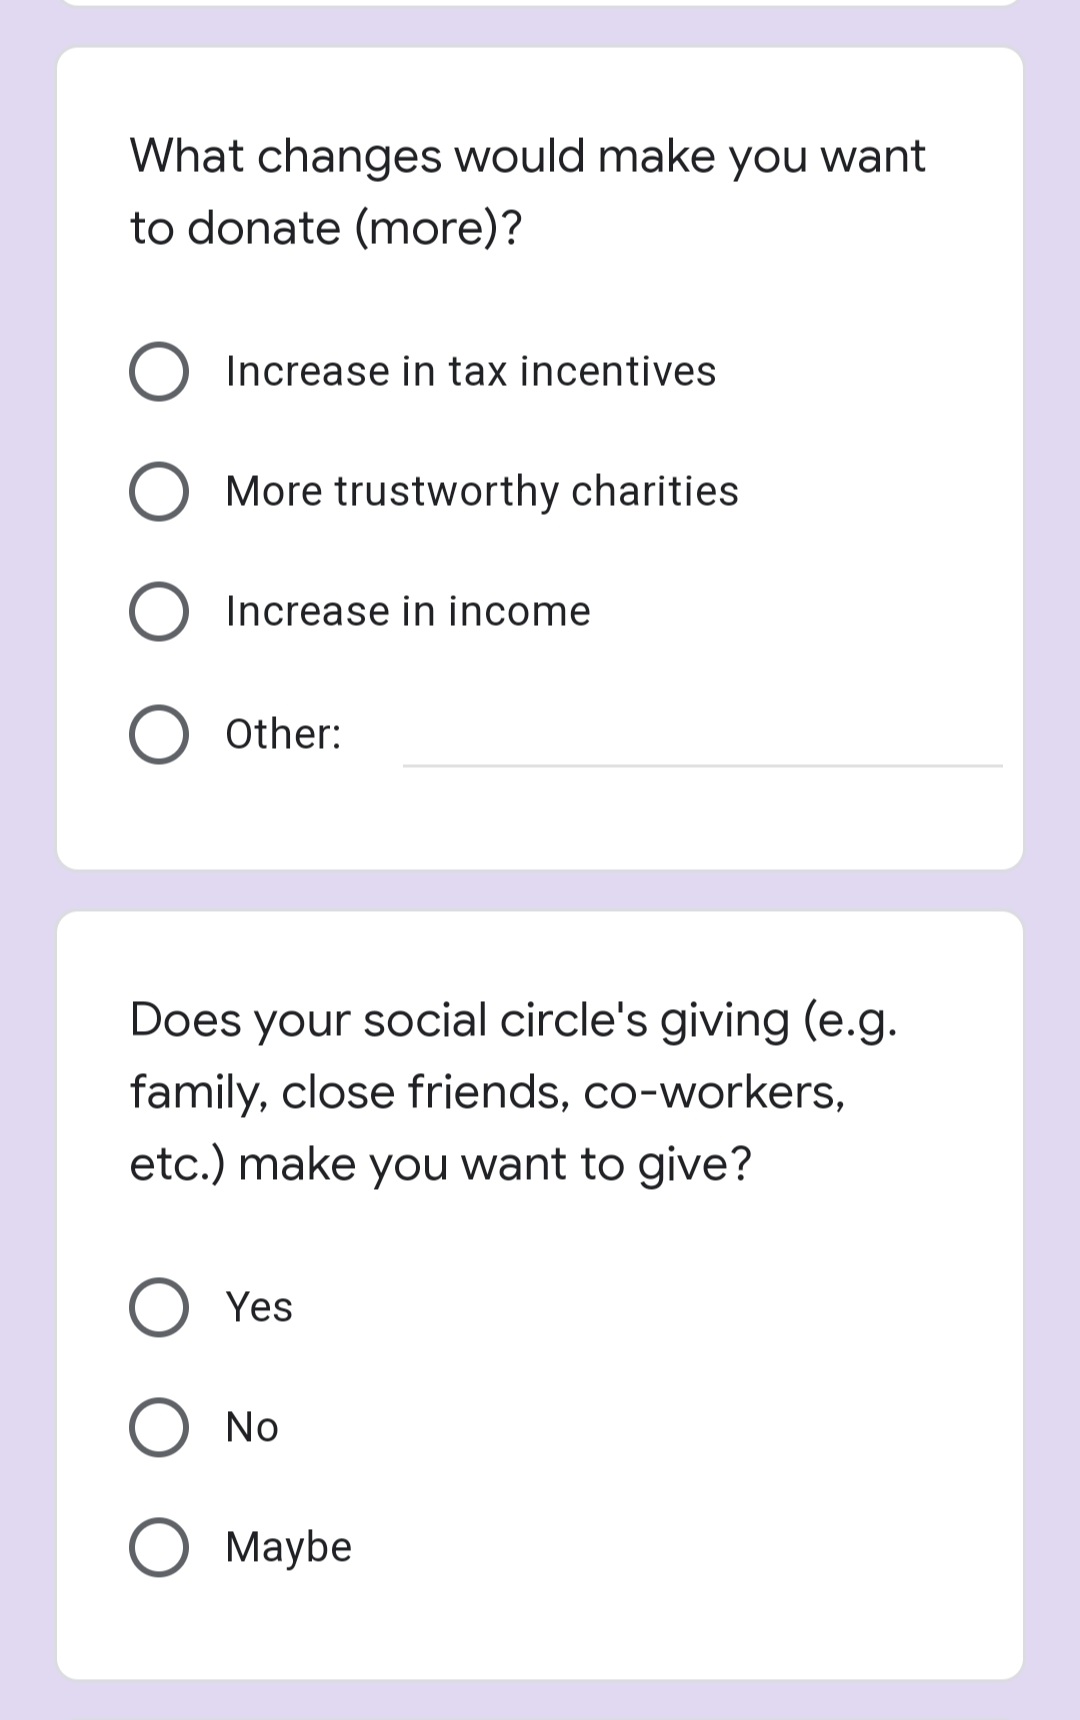 What changes would make you want
to donate (more)?
Increase in tax incentives
More trustworthy charities
Increase in income
Other:
Does your social circle's giving (e.g.
family, close friends, co-workers,
etc.) make you want to give?
Yes
No
Maybe